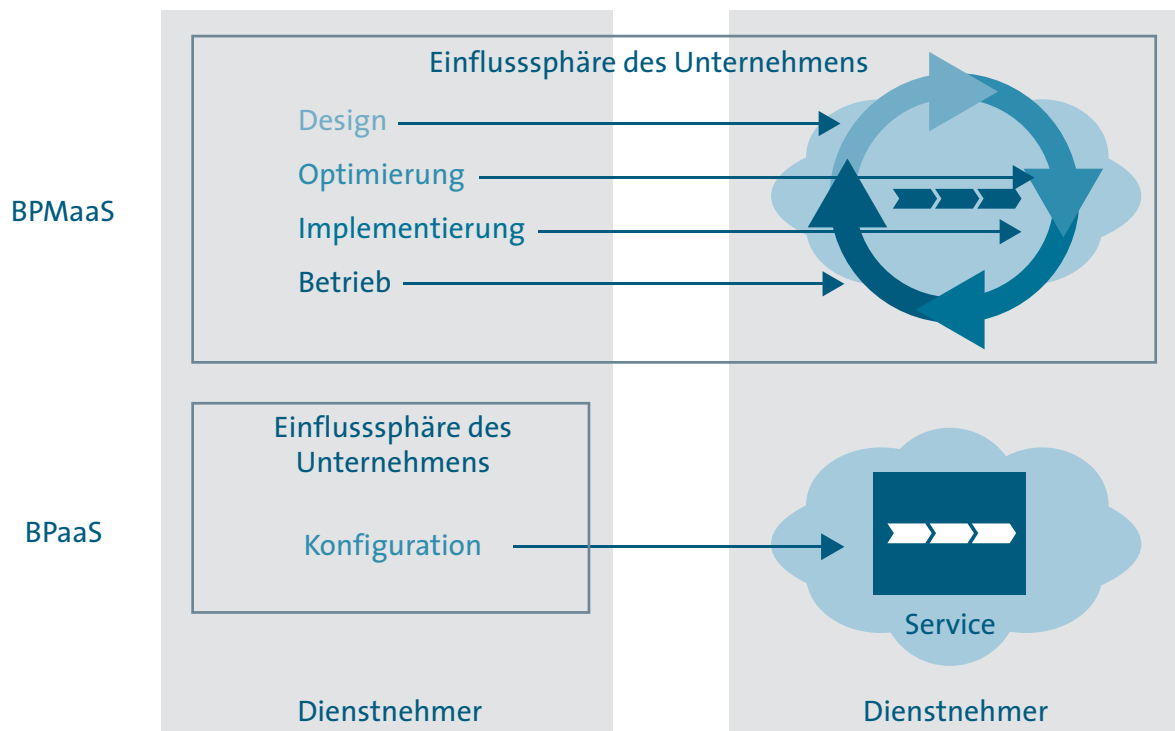 Einflusssphäre des Unternehmens
Design
Optimierung
BPMaaS
Implementierung
Betrieb
Einflusssphäre des
Unternehmens
BPaaS
Konfiguration
Service
Dienstnehmer
Dienstnehmer